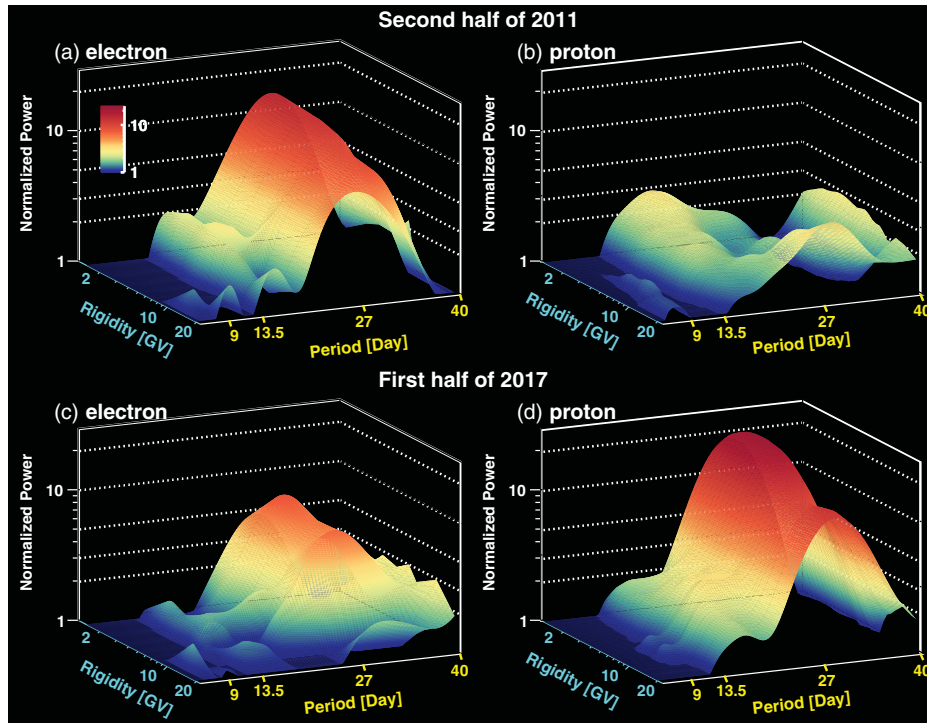 Second half of 2011
(a) electron
(b) proton
Normalized Power
10
1
10
1
2
10
20
Rigidity [GV]
9
13.5
27
40
Period [Day]
Normalized Power
10
1
2
10
20
Rigidity [GV]
9
13.5
27
40
Period [Day]
First half of 2017
(c) electron
(d) proton
Normalized Power
10
1
2
10
20
Rigidity [GV]
9
13.5
27
40
Period [Day]
Normalized Power
10
1
2
10
20
Rigidity [GV]
9
13.5
27
40
Period [Day]